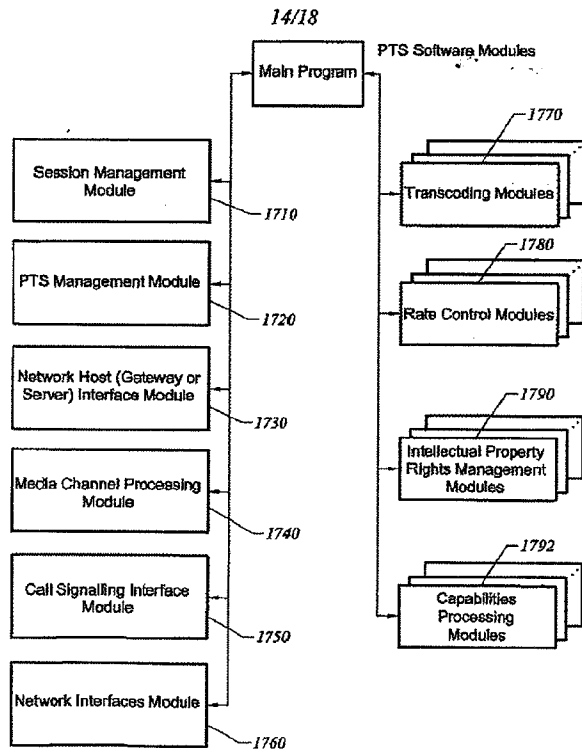 14/18
Main Program
PTS Software Modules
Session Management
Module
1710
PTS Management Module
1720
Network Host (Gateway or
Server) Interface Module
1730
Media Channel Processing
Module
1740
Call Signalling Interface
Module
1750
Network Interfaces Module
1760
1770
Transcoding Modules
1780
Rate Control Modules
1790
Intellectual Property
Rights Management
Modules
1792
Capabilities
Processing
Modules